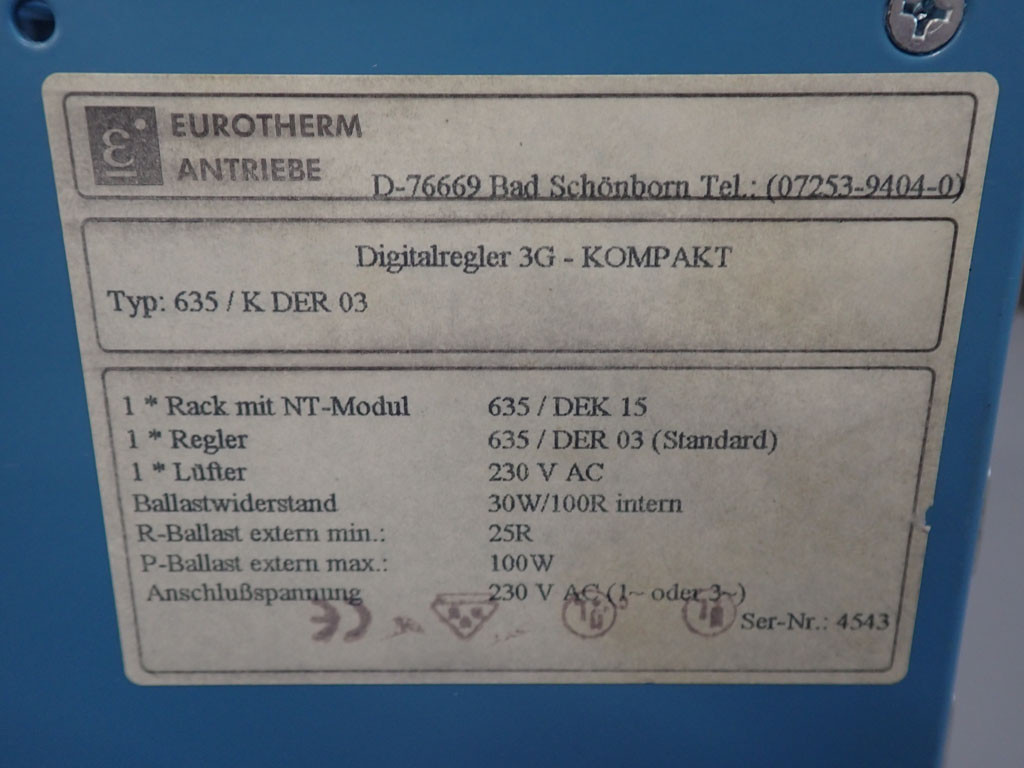 EUROTHERM
ANTRIEBE
D-76669 Bad Schönborn Tel.: (07253-9404-0)
Digitalregler 3G - KOMPAKT
Typ: 635 / K DER 03
1 * Rack mit NT-Modul 635 / DEK 15
1 * Regler 635 / DER 03 (Standard)
1 * Lüfter 230 V AC
Ballastwiderstand 30W/100R intern
R-Ballast extern min.: 25R
P-Ballast extern max.: 100W
Anschlußspannung 230 V AC (1~ oder 3~)
CE
Ser-Nr.: 4543